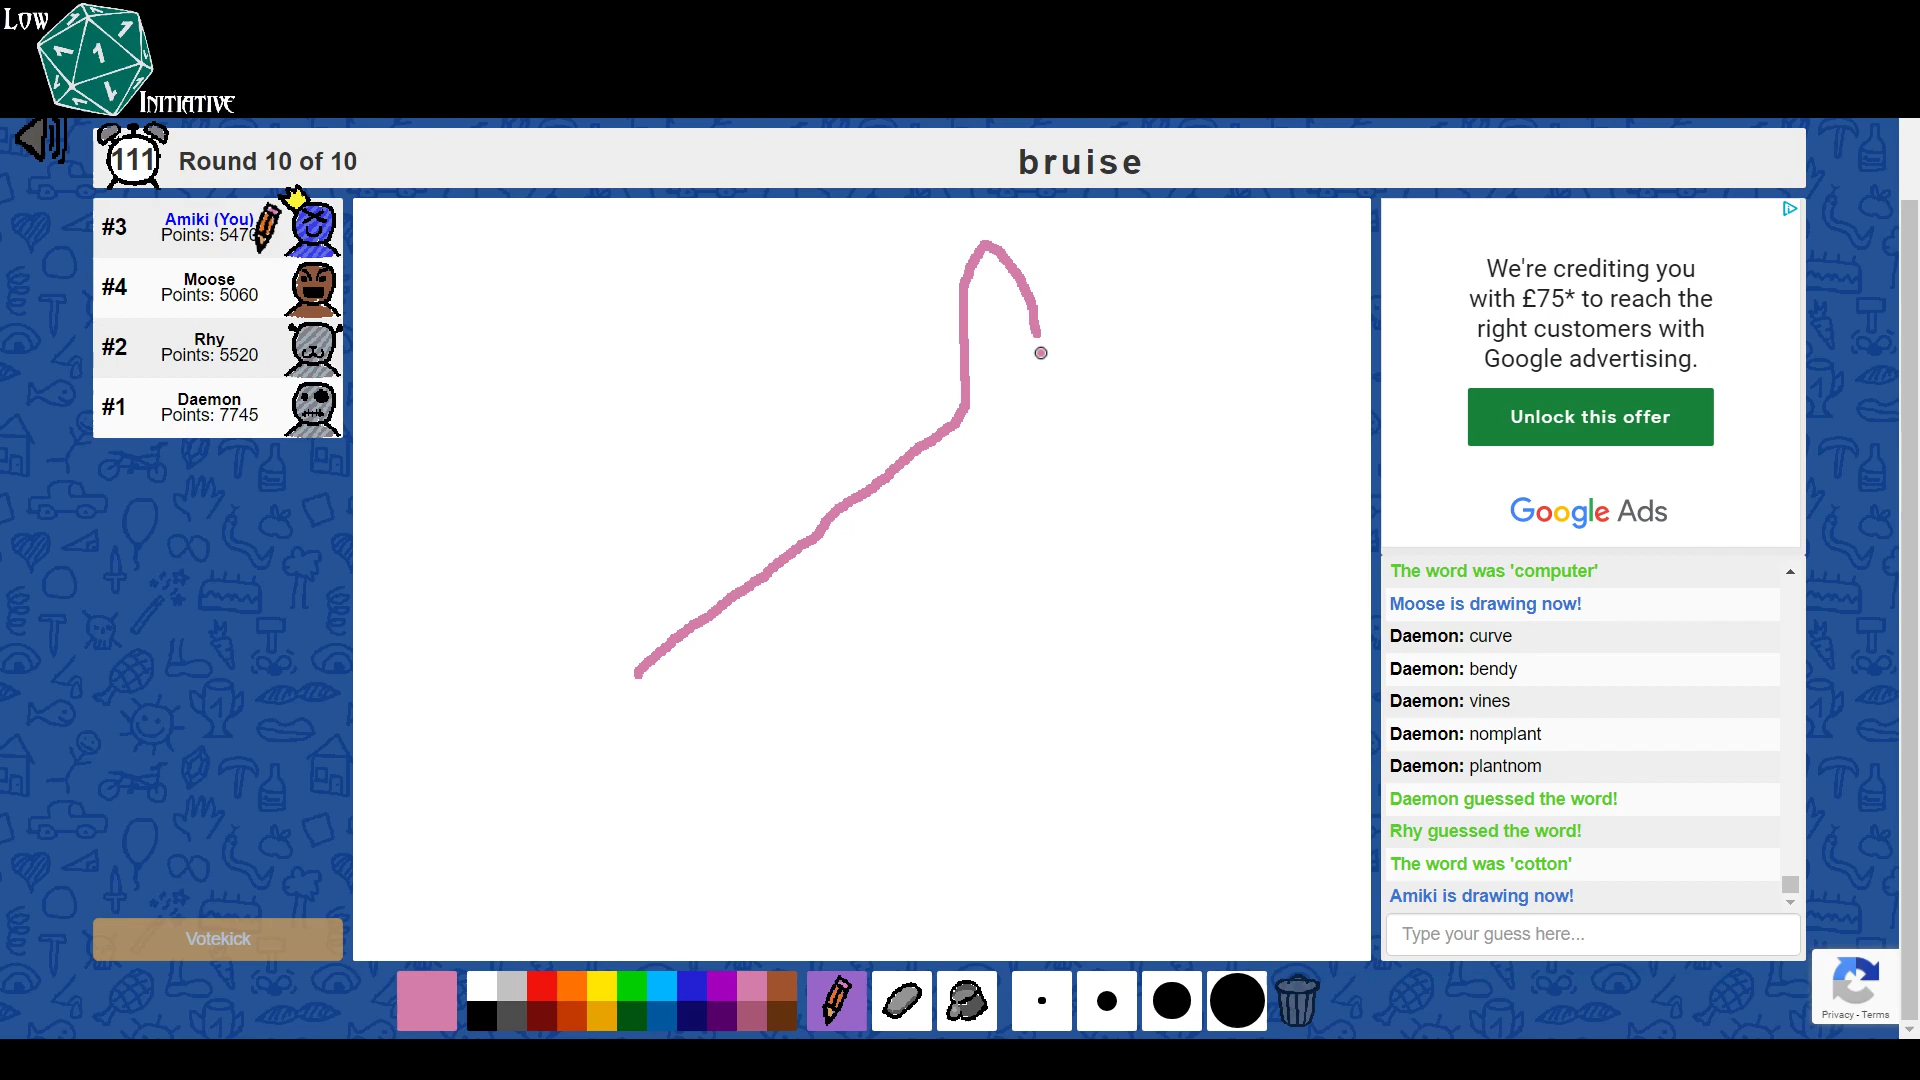 Low
Initiative
111
Round 10 of 10
bruise
#3
Amiki (You)
Points: 5470
#4
Moose
Points: 5060
#2
Rhy
Points: 5520
#1
Daemon
Points: 7745
Votekick
We're crediting you
with £75* to reach the
right customers with
Google advertising.
Unlock this offer
Google Ads
The word was 'computer'
Moose is drawing now!
Daemon: curve
Daemon: bendy
Daemon: vines
Daemon: nomplant
Daemon: plantnom
Daemon guessed the word!
Rhy guessed the word!
The word was 'cotton'
Amiki is drawing now!
Type your guess here...
Privacy - Terms